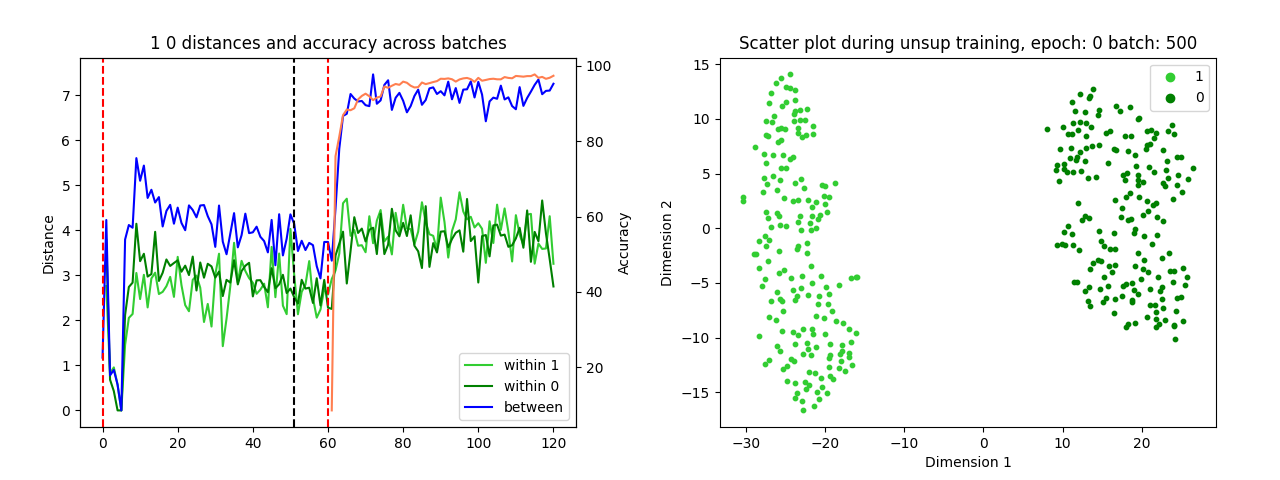 1 0 distances and accuracy across batches
Distance
7
6
5
4
3
2
1
0
0 20 40 60 80 100 120
100
80
60
40
20
Accuracy
within 1
within 0
between
Scatter plot during unsup training, epoch: 0 batch: 500
Dimension 2
15
10
5
0
−5
−10
−15
−30 −20 −10 0 10 20
Dimension 1
1
0